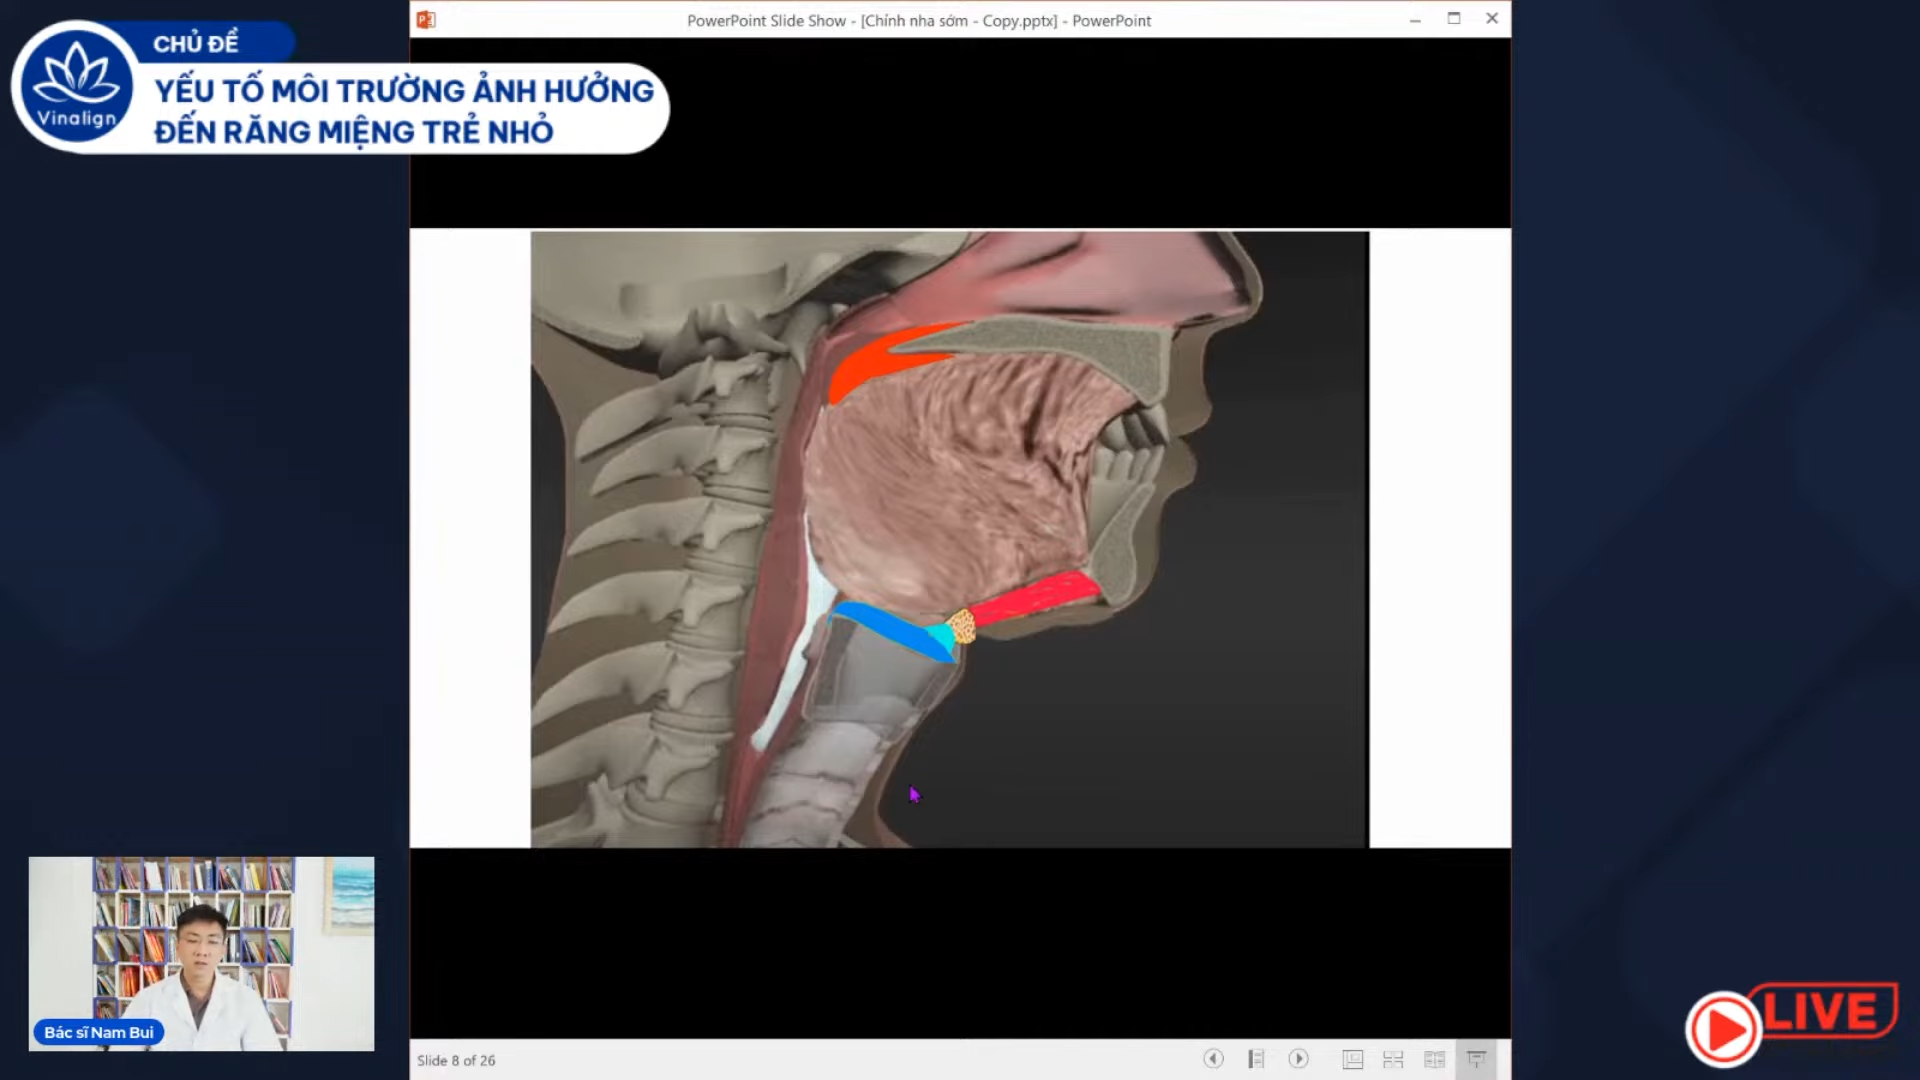 PowerPoint Slide Show - [Chỉnh nha sớm - Copy.pptx] - PowerPoint
CHỦ ĐỀ
YẾU TỐ MÔI TRƯỜNG ẢNH HƯỞNG
ĐẾN RĂNG MIỆNG TRẺ NHỎ
Vinalign
Bác sĩ Nam Bui
LIVE
Slide 8 of 26